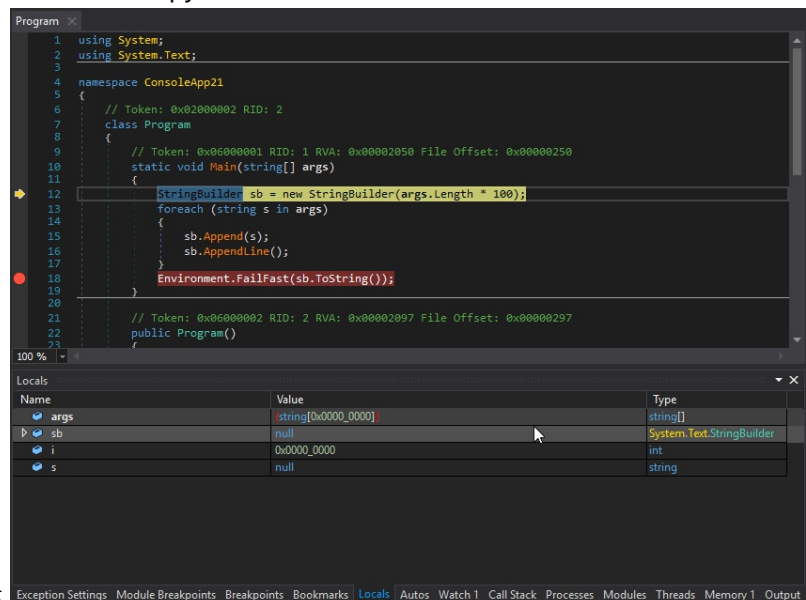 Program
1 using System;
2 using System.Text;
3
4 namespace ConsoleApp21
5 {
6 // Token: 0x02000002 RID: 2
7 class Program
8 {
9 // Token: 0x06000001 RID: 1 RVA: 0x00002050 File Offset: 0x00000250
10 static void Main(string[] args)
11 {
12 StringBuilder sb = new StringBuilder(args.Length * 100);
13 foreach (string s in args)
14 {
15 sb.Append(s);
16 sb.AppendLine();
17 }
18 Environment.FailFast(sb.ToString());
19 }
20
21 // Token: 0x06000002 RID: 2 RVA: 0x00002097 File Offset: 0x00000297
22 public Program()
23 {
100 %
Locals
Name Value Type
args {string[0x0000_0000]} string[]
sb null System.Text.StringBuilder
i 0x0000_0000 int
s null string
Exception Settings Module Breakpoints Breakpoints Bookmarks Locals Autos Watch 1 Call Stack Processes Modules Threads Memory 1 Output